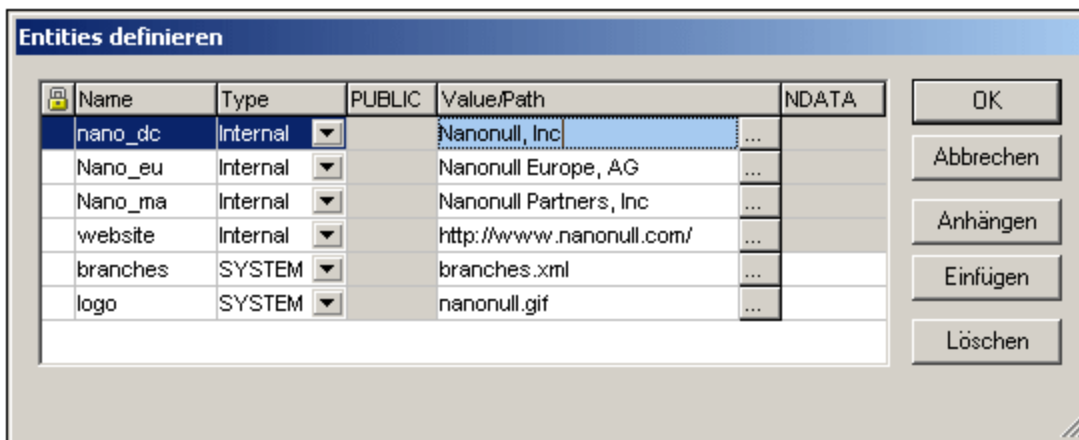 Entities definieren
Name Type PUBLIC Value/Path NDATA
nano_dc Internal Nanonull, Inc ...
Nano_eu Internal Nanonull Europe, AG ...
Nano_ma Internal Nanonull Partners, Inc ...
website Internal http://www.nanonull.com/ ...
branches SYSTEM branches.xml ...
logo SYSTEM nanonull.gif ...
OK
Abbrechen
Anhängen
Einfügen
Löschen